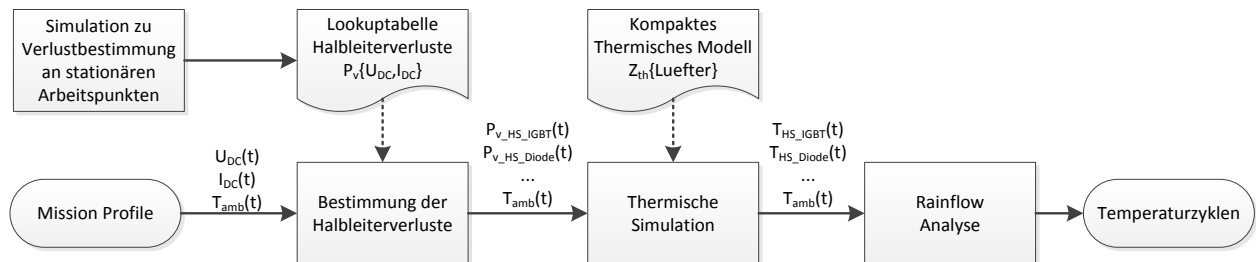 Simulation zu
Verlustbestimmung
an stationären
Arbeitspunkten
Lookuptabelle
Halbleiterverluste
Pv{UDC,IDC}
Kompaktes
Thermisches Modell
Zth{Luefter}
Mission Profile
UDC(t)
IDC(t)
Tamb(t)
Bestimmung der
Halbleiterverluste
Pv_HS_IGBT(t)
Pv_HS_Diode(t)
...
Tamb(t)
Thermische
Simulation
THS_IGBT(t)
THS_Diode(t)
...
Tamb(t)
Rainflow
Analyse
Temperaturzyklen